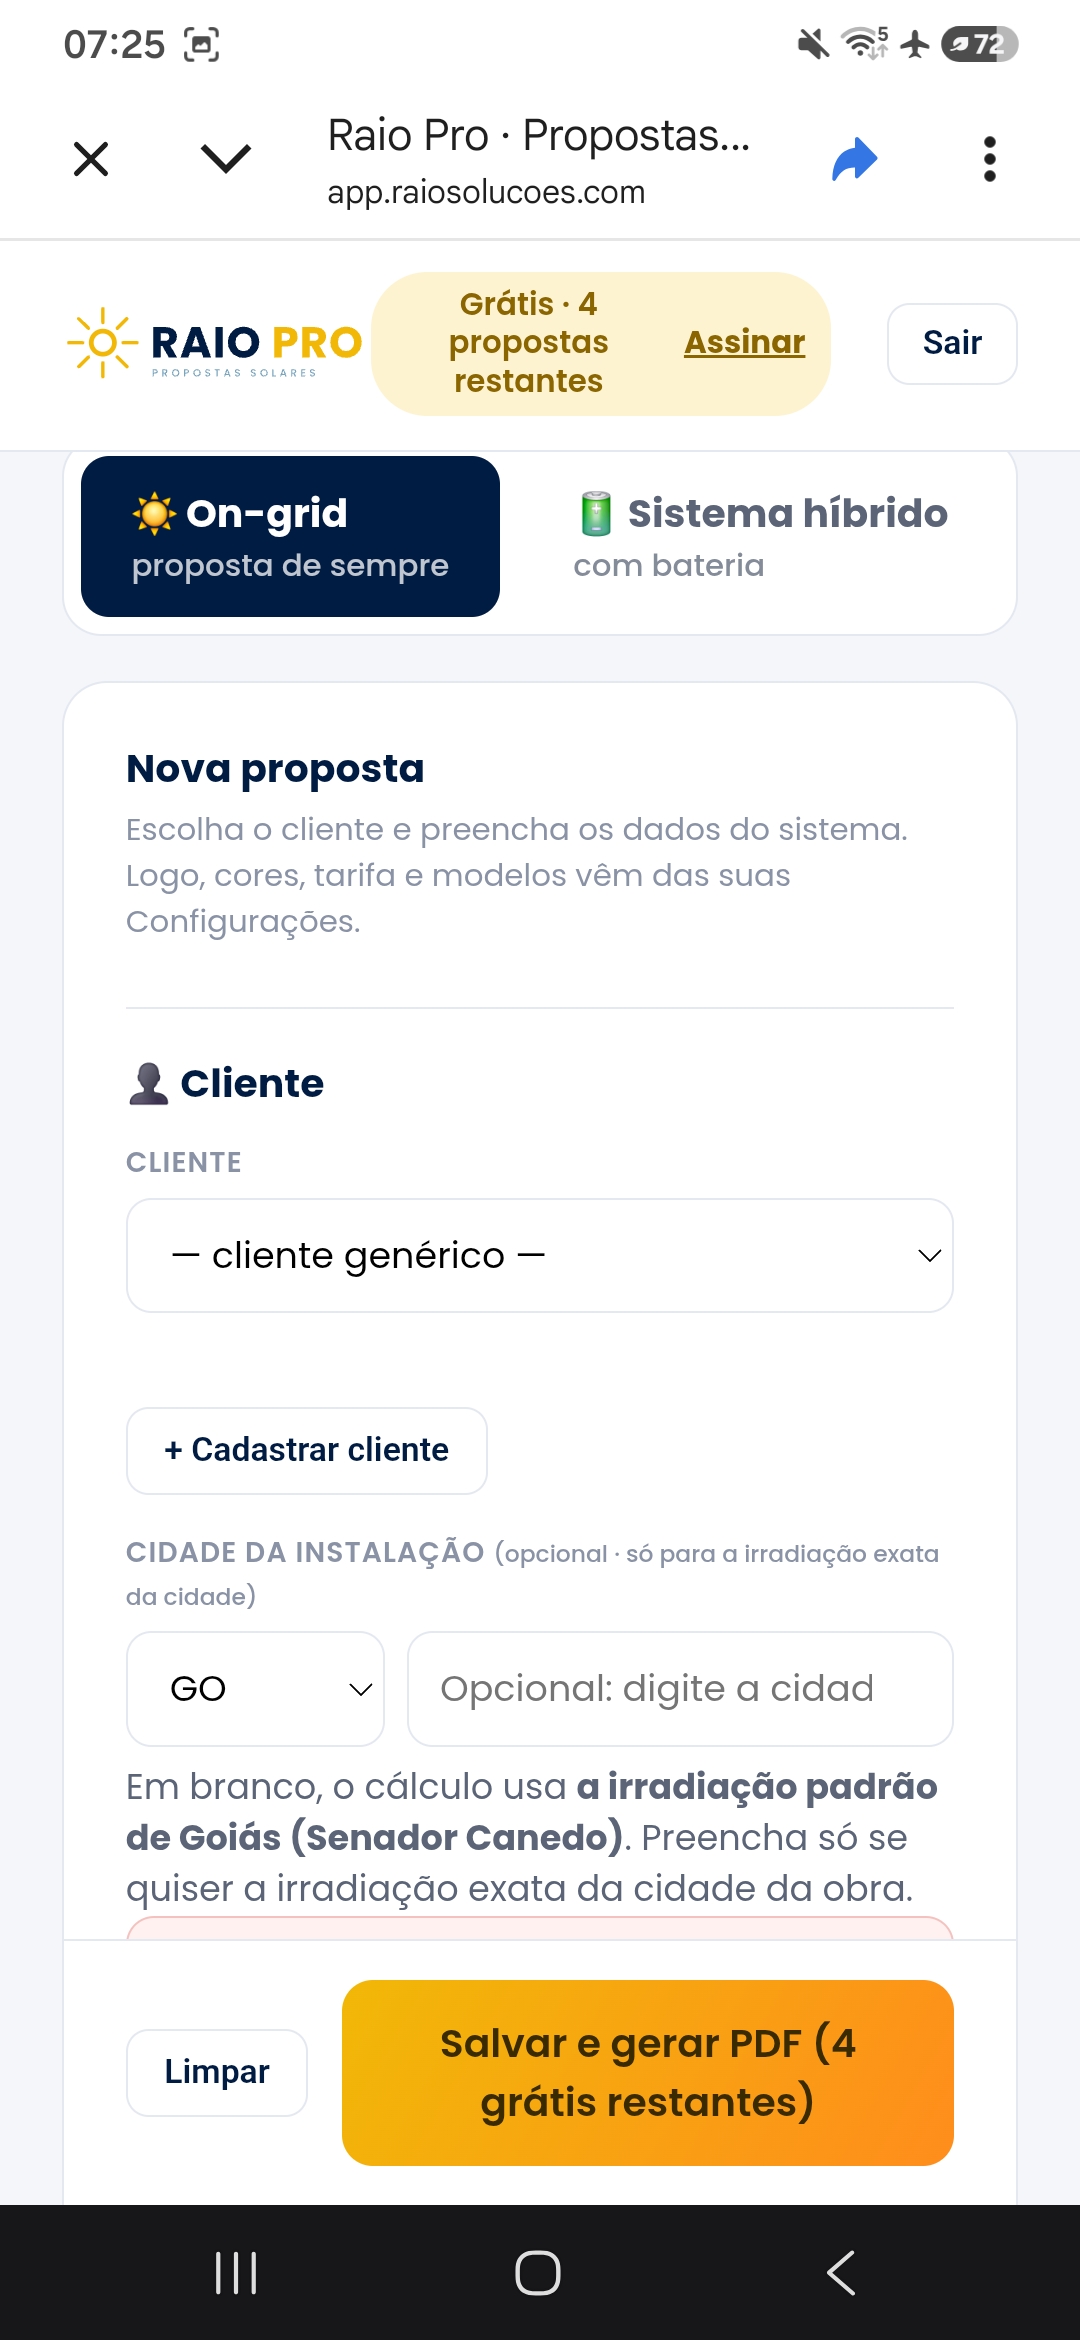 07:25
5
72
Raio Pro · Propostas...
app.raiosolucoes.com
RAIO PRO
PROPOSTAS SOLARES
Grátis · 4
propostas
restantes
Assinar
Sair
On-grid
proposta de sempre
Sistema híbrido
com bateria
Nova proposta
Escolha o cliente e preencha os dados do sistema.
Logo, cores, tarifa e modelos vêm das suas
Configurações.
Cliente
CLIENTE
— cliente genérico —
+ Cadastrar cliente
CIDADE DA INSTALAÇÃO (opcional · só para a irradiação exata
da cidade)
GO
Opcional: digite a cidad
Em branco, o cálculo usa a irradiação padrão
de Goiás (Senador Canedo). Preencha só se
quiser a irradiação exata da cidade da obra.
Limpar
Salvar e gerar PDF (4
grátis restantes)